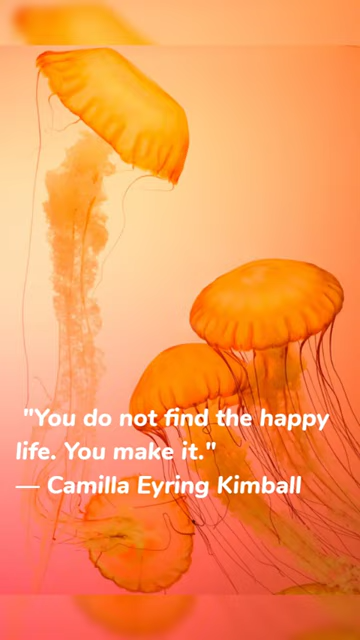 "You do not find the happy
life. You make it."
— Camilla Eyring Kimball